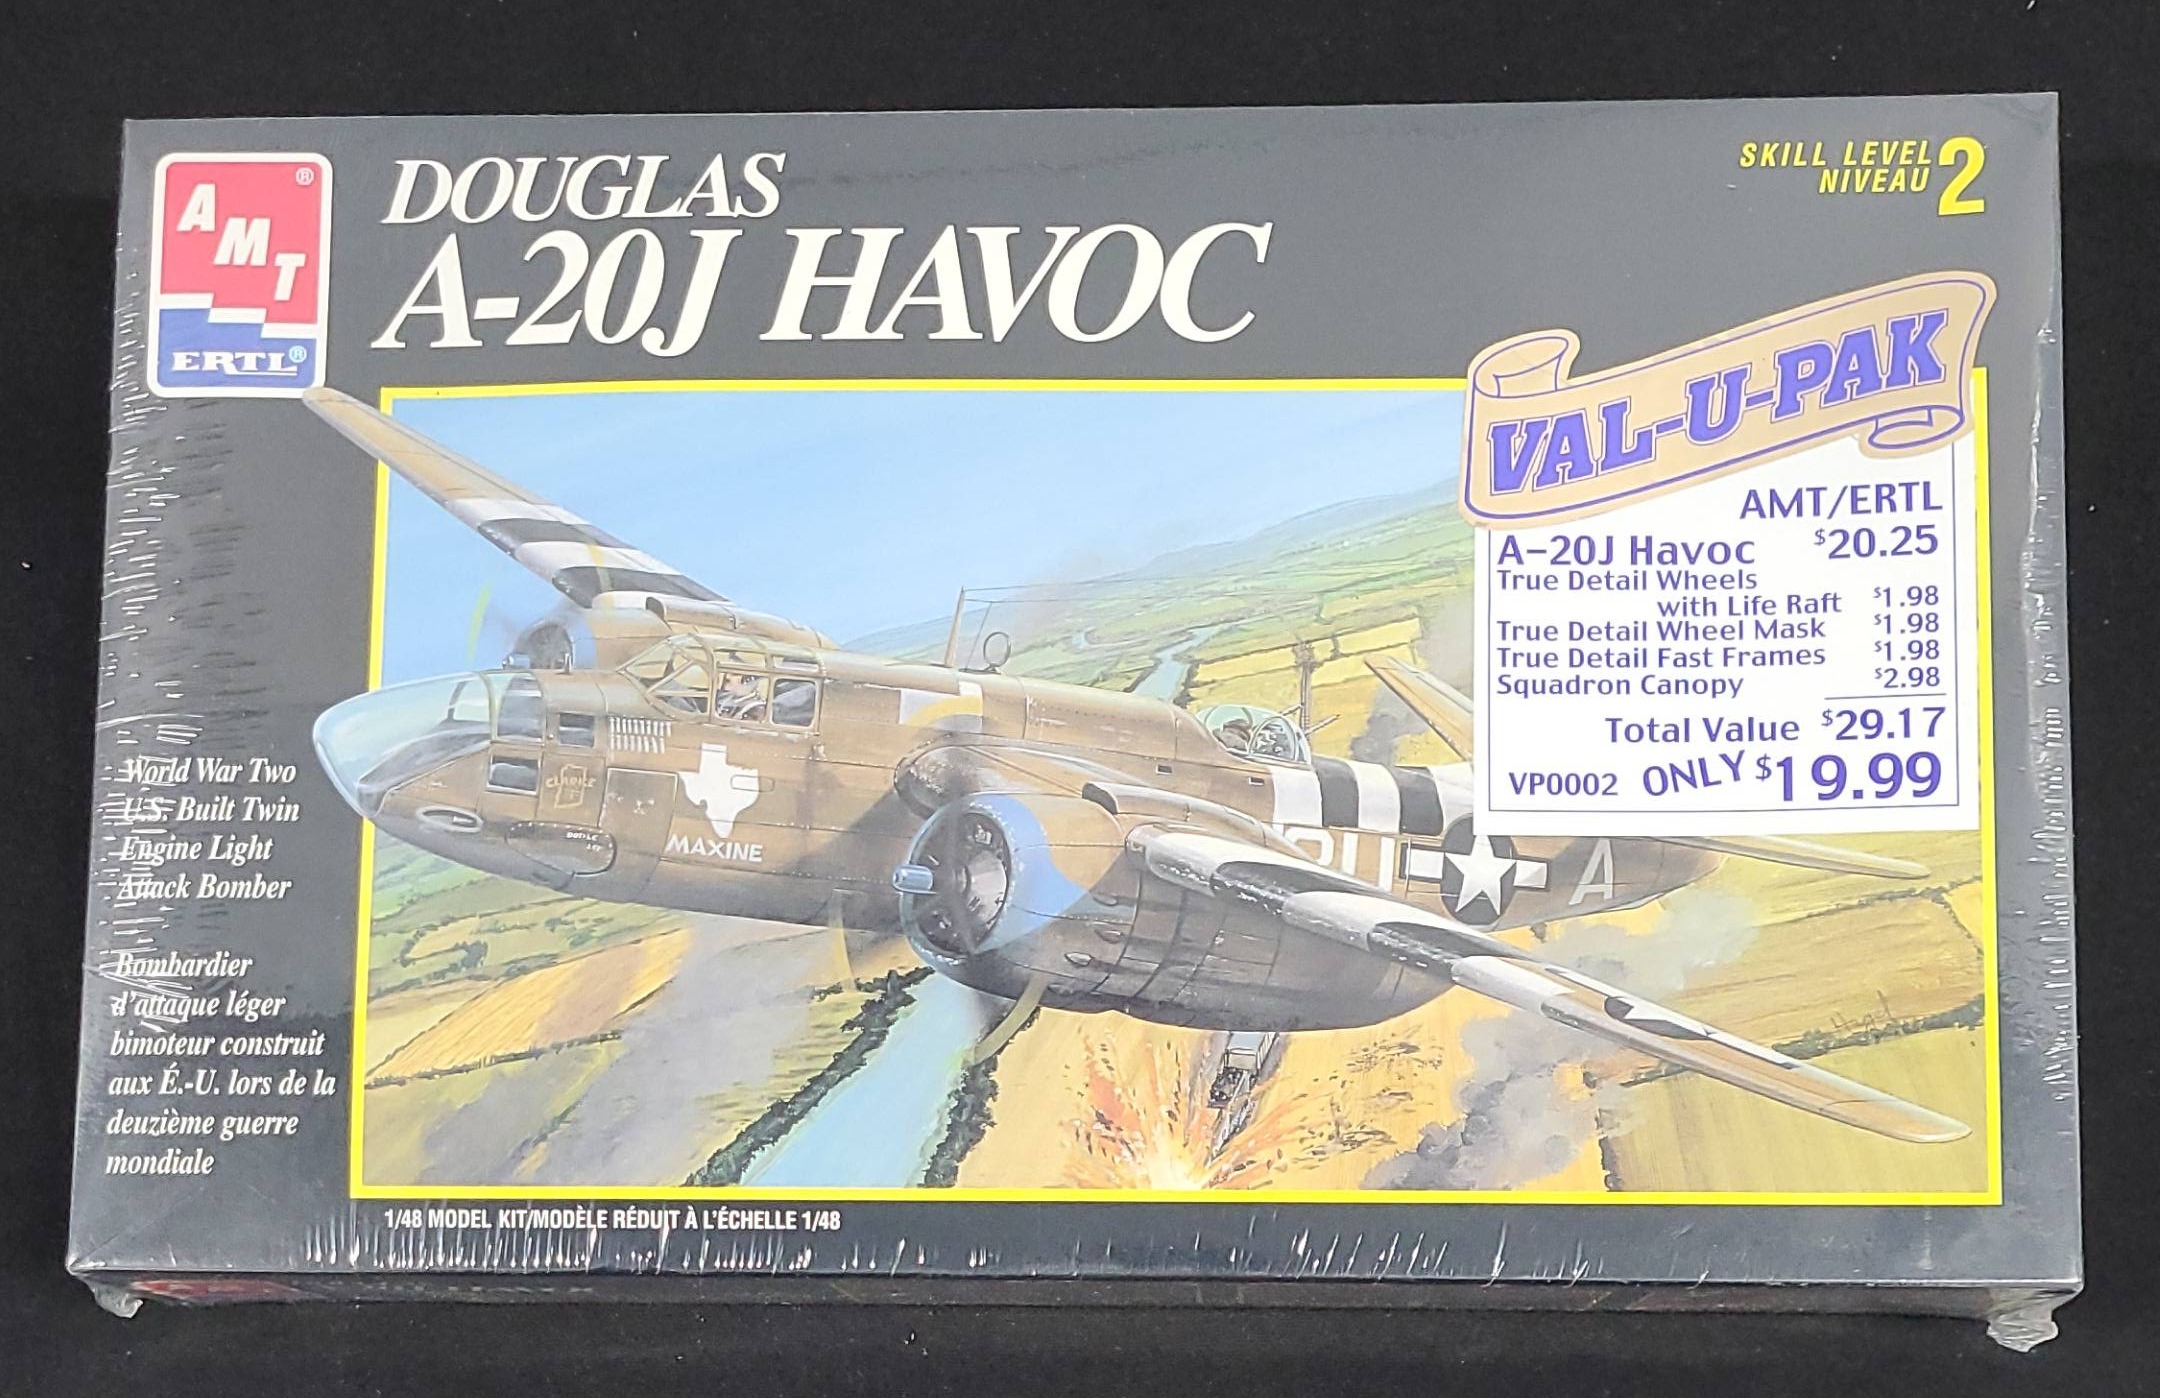 AMT®
ERTL®
DOUGLAS
A-20J HAVOC
SKILL LEVEL 2
NIVEAU
VAL-U-PAK
AMT/ERTL
A-20J Havoc $20.25
True Detail Wheels
with Life Raft $1.98
True Detail Wheel Mask $1.98
True Detail Fast Frames $1.98
Squadron Canopy $2.98
Total Value $29.17
VP0002 ONLY $19.99
World War Two
U.S. Built Twin
Engine Light
Attack Bomber
Bombardier
d'attaque léger
bimoteur construit
aux É.-U. lors de la
deuzième guerre
mondiale
MAXINE
A
1/48 MODEL KIT/MODÈLE RÉDUIT À L'ÉCHELLE 1/48